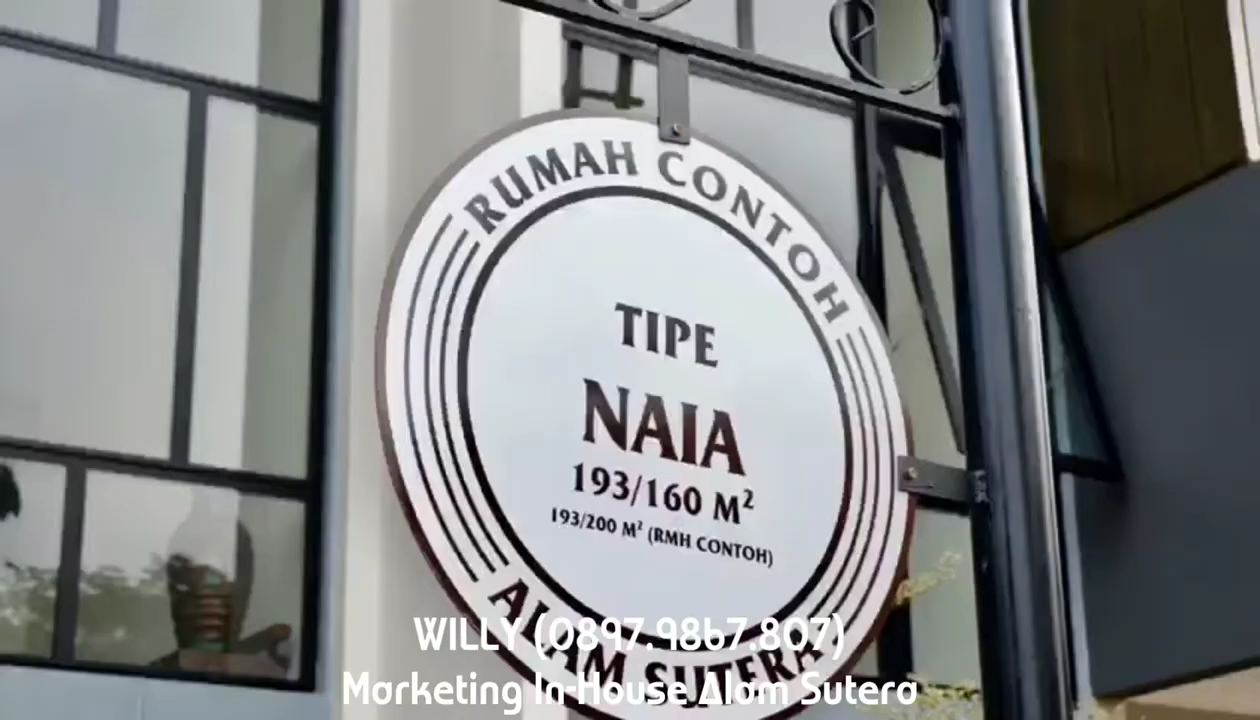 RUMAH CONTOH
TIPE
NAIA
193/160 M²
193/200 M² (RMH CONTOH)
ALAM SUTERA
WILLY (0897.9867.807)
Marketing In-House Alam Sutera